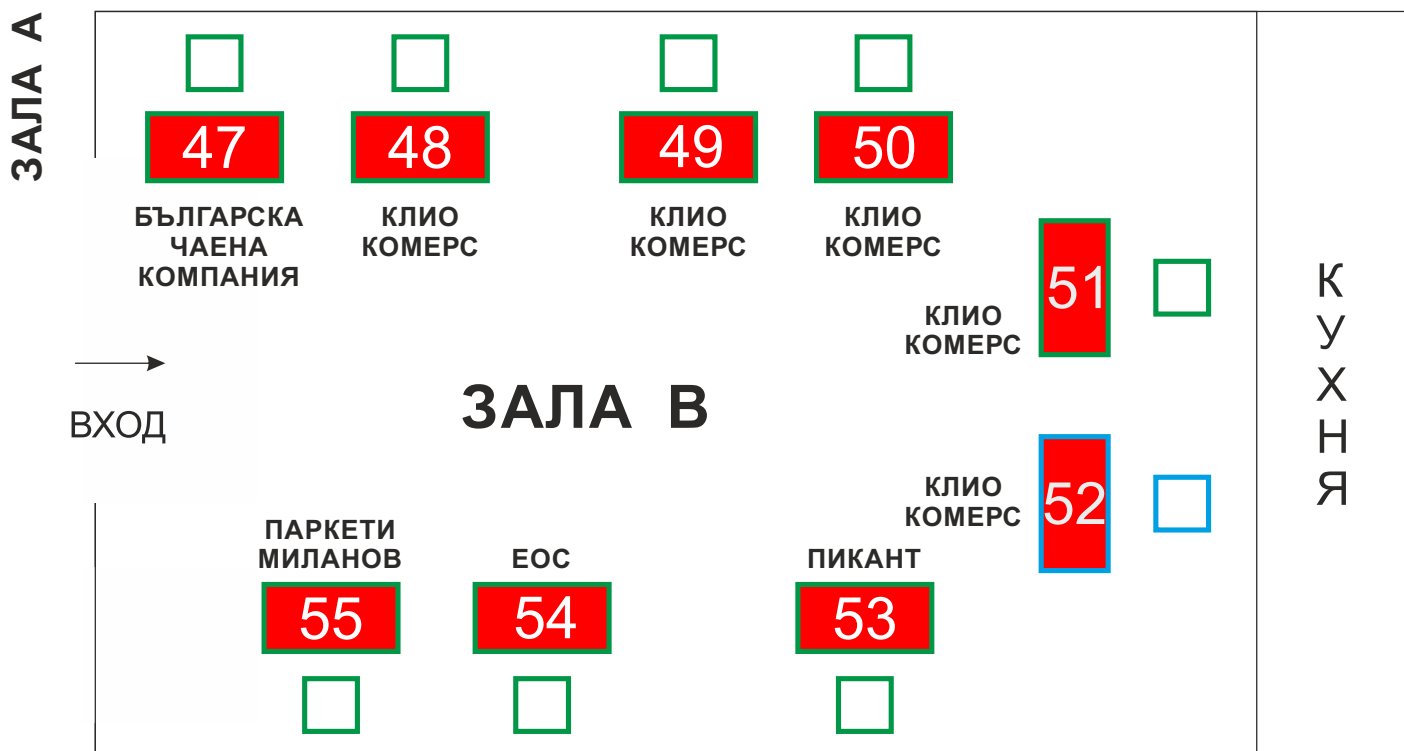 ЗАЛА А
47
48
49
50
БЪЛГАРСКА
ЧАЕНА
КОМПАНИЯ
КЛИО
КОМЕРС
КЛИО
КОМЕРС
КЛИО
КОМЕРС
51
КЛИО
КОМЕРС
КУХНЯ
ВХОД
ЗАЛА В
52
КЛИО
КОМЕРС
ПАРКЕТИ
МИЛАНОВ
ЕОС
ПИКАНТ
55
54
53